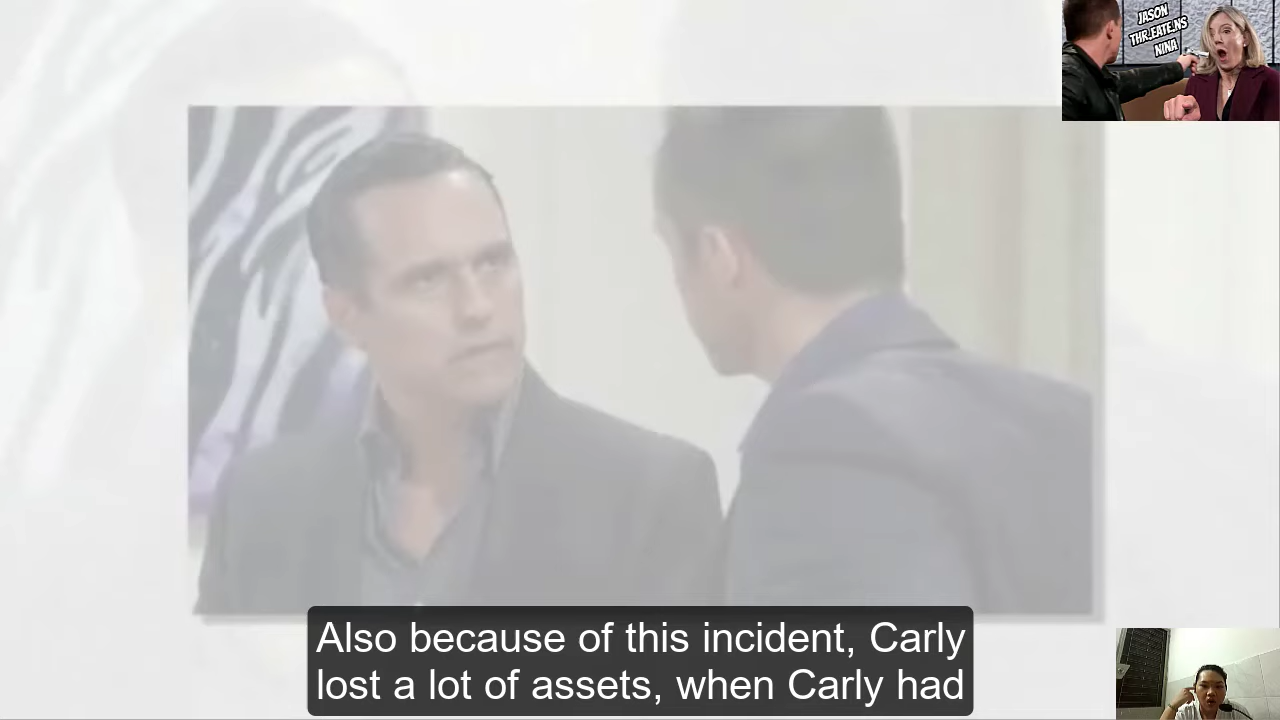 JASON
THREATENS
NINA
Also because of this incident, Carly
lost a lot of assets, when Carly had